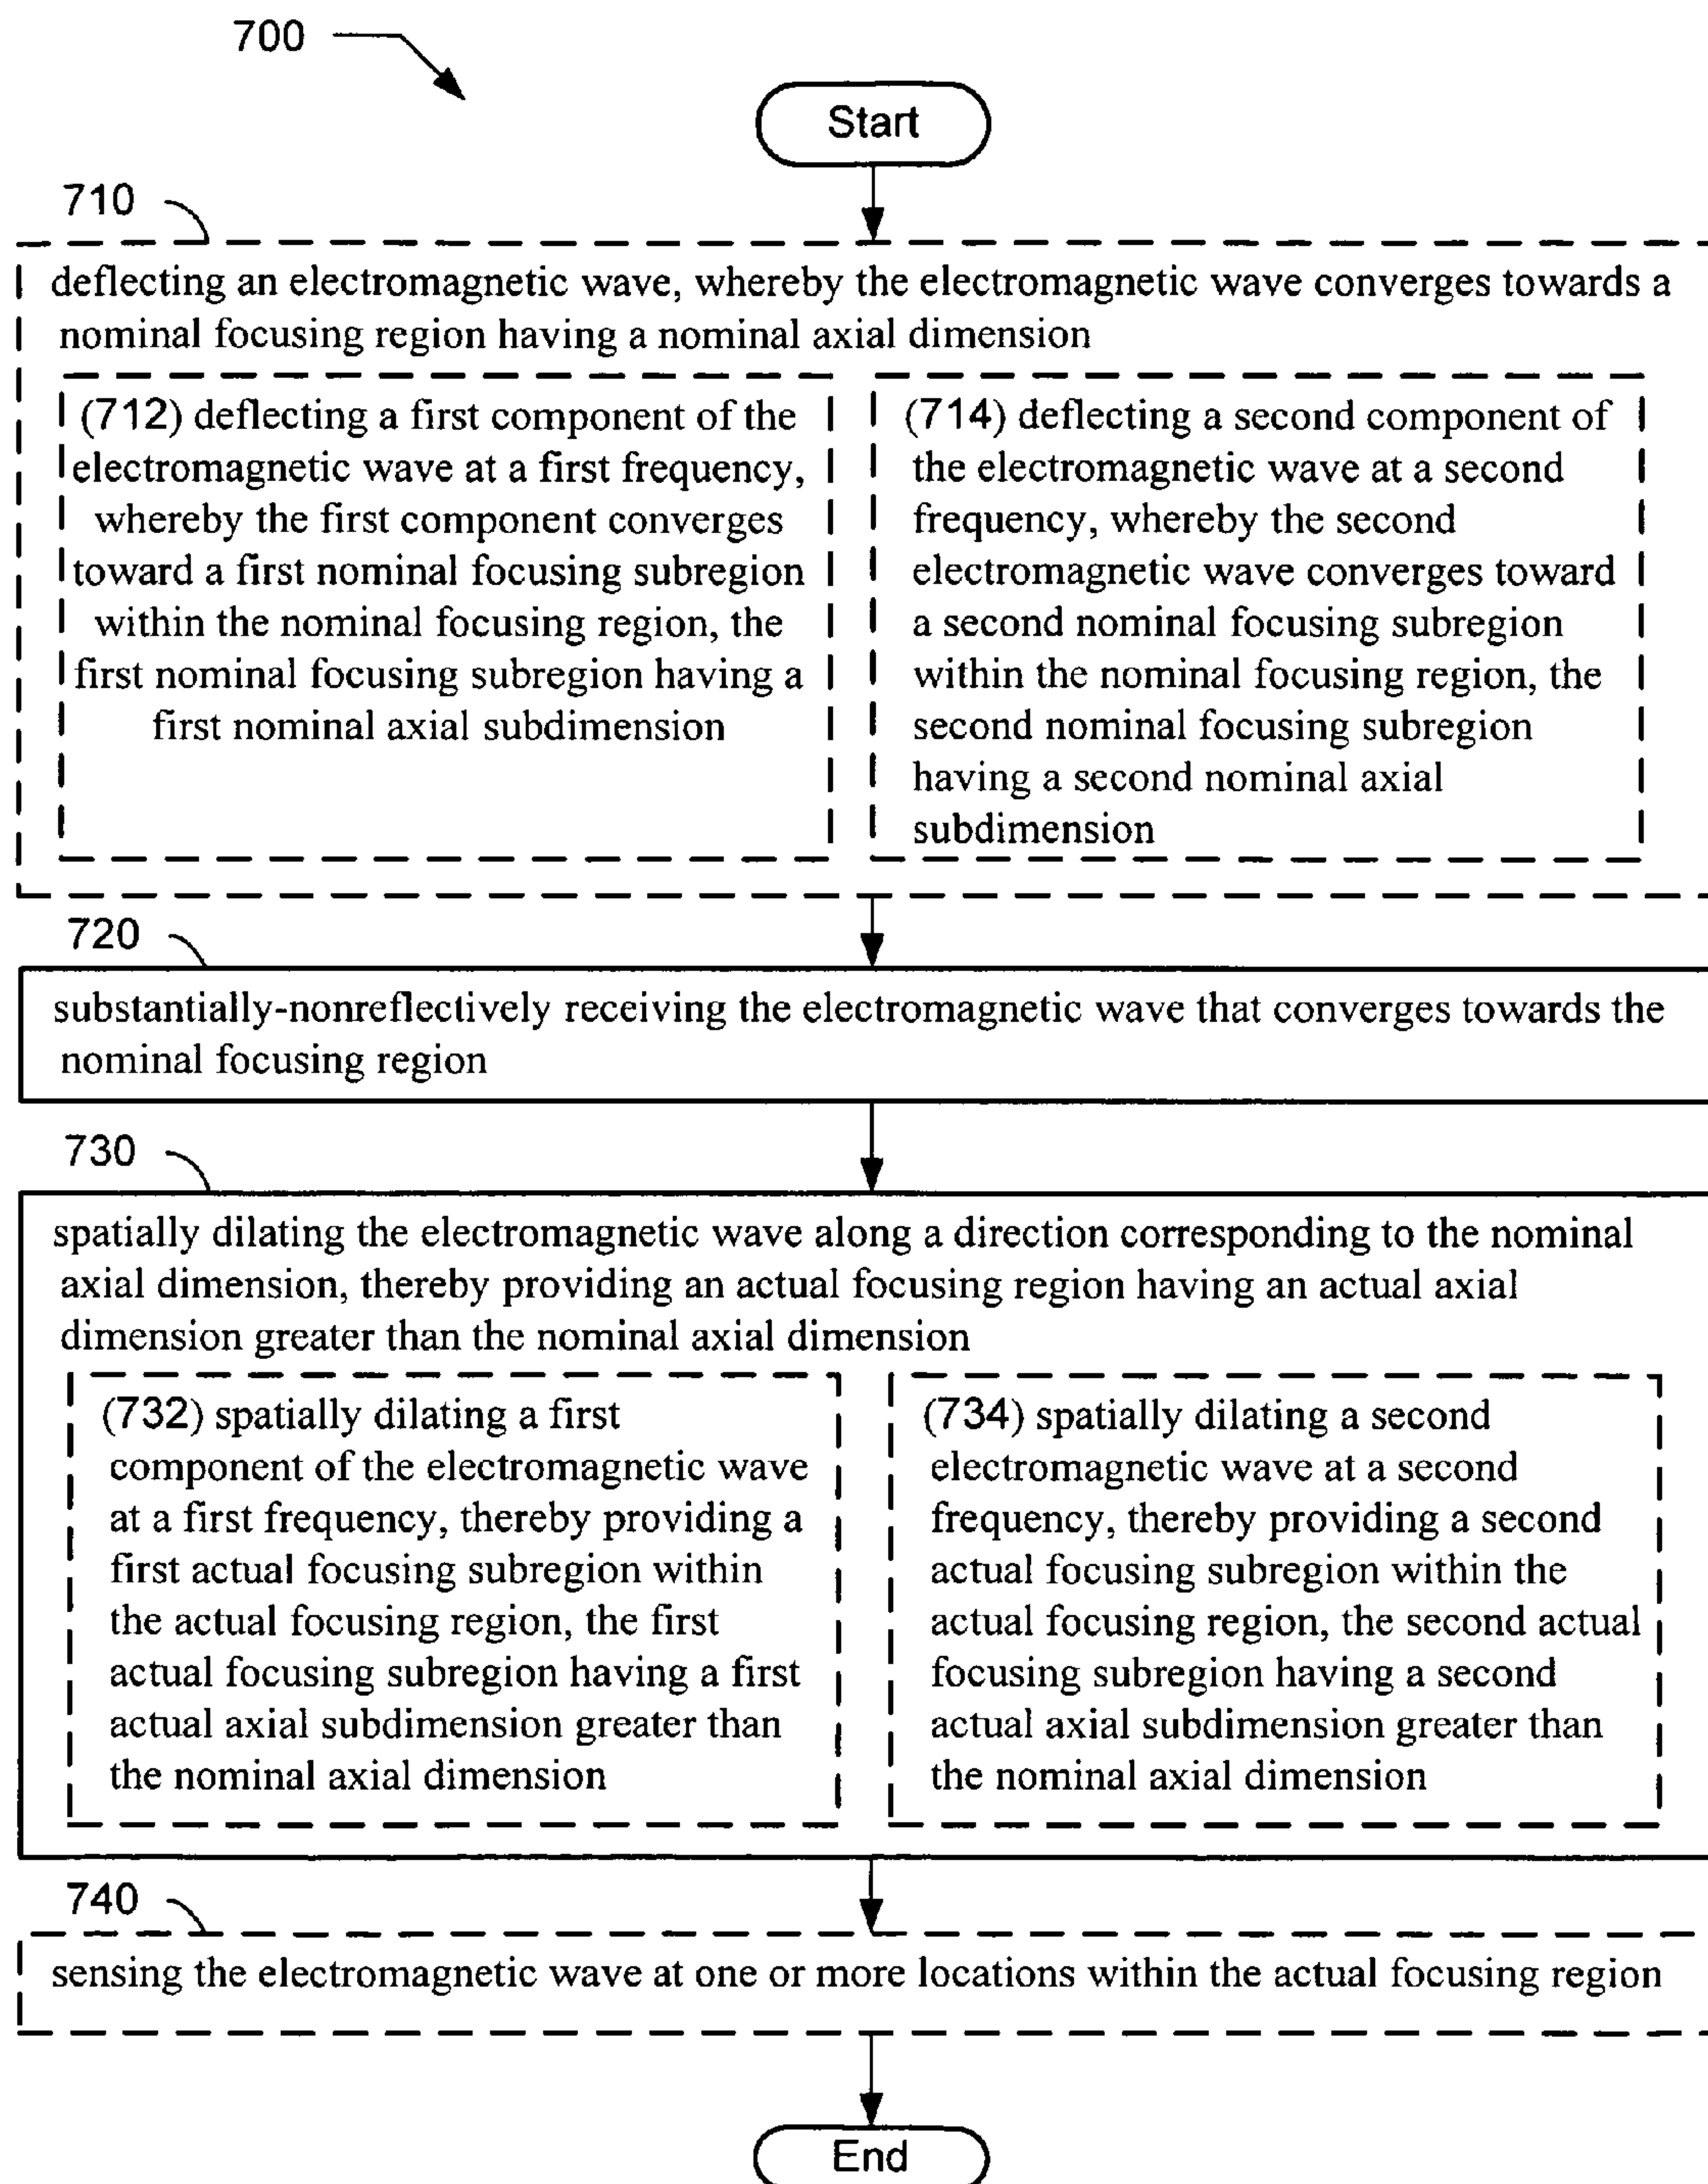 700
Start
710
deflecting an electromagnetic wave, whereby the electromagnetic wave converges towards a
nominal focusing region having a nominal axial dimension
(712) deflecting a first component of the
electromagnetic wave at a first frequency,
whereby the first component converges
toward a first nominal focusing subregion
within the nominal focusing region, the
first nominal focusing subregion having a
first nominal axial subdimension
(714) deflecting a second component of
the electromagnetic wave at a second
frequency, whereby the second
electromagnetic wave converges toward
a second nominal focusing subregion
within the nominal focusing region, the
second nominal focusing subregion
having a second nominal axial
subdimension
720
substantially-nonreflectively receiving the electromagnetic wave that converges towards the
nominal focusing region
730
spatially dilating the electromagnetic wave along a direction corresponding to the nominal
axial dimension, thereby providing an actual focusing region having an actual axial
dimension greater than the nominal axial dimension
(732) spatially dilating a first
component of the electromagnetic wave
at a first frequency, thereby providing a
first actual focusing subregion within
the actual focusing region, the first
actual focusing subregion having a first
actual axial subdimension greater than
the nominal axial dimension
(734) spatially dilating a second
electromagnetic wave at a second
frequency, thereby providing a second
actual focusing subregion within the
actual focusing region, the second actual
focusing subregion having a second
actual axial subdimension greater than
the nominal axial dimension
740
sensing the electromagnetic wave at one or more locations within the actual focusing region
End